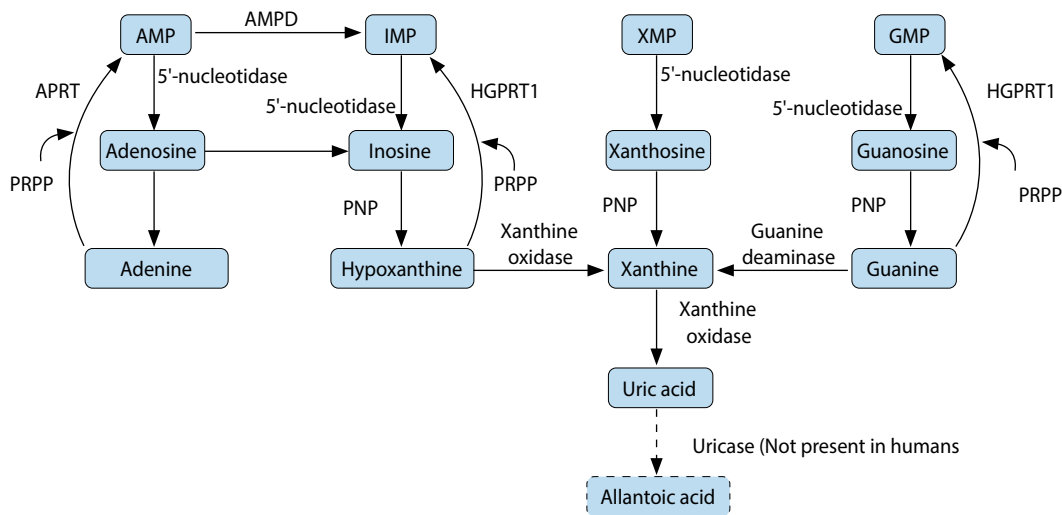 AMPD
AMP
IMP
XMP
GMP
5'-nucleotidase
5'-nucleotidase
APRT
HGPRT1
HGPRT1
5'-nucleotidase
5'-nucleotidase
Adenosine
Inosine
Xanthosine
Guanosine
PRPP
PRPP
PRPP
PNP
PNP
PNP
Xanthine
oxidase
Guanine
deaminase
Adenine
Hypoxanthine
Xanthine
Guanine
Xanthine
oxidase
Uric acid
Uricase (Not present in humans
Allantoic acid